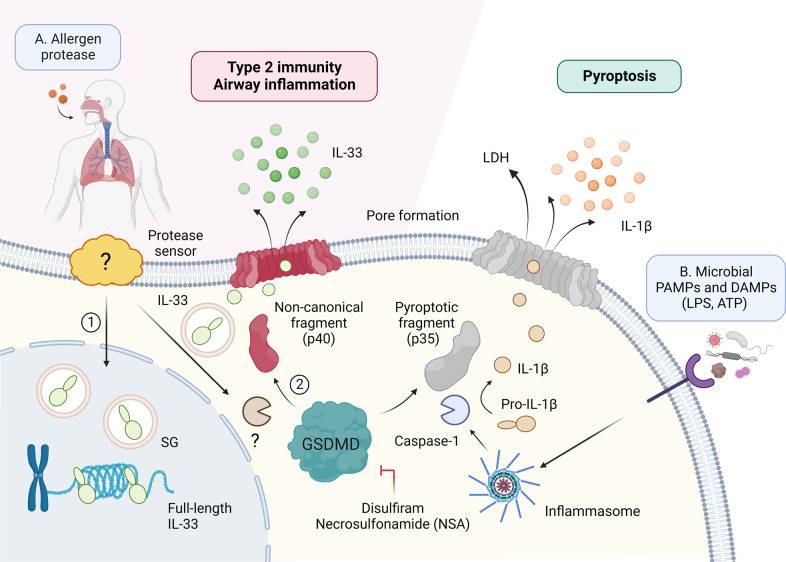 A. Allergen
protease
Type 2 immunity
Airway inflammation
Pyroptosis
IL-33
LDH
IL-1β
Pore formation
Protease
sensor
?
B. Microbial
PAMPs and DAMPs
(LPS, ATP)
IL-33
Non-canonical
fragment
(p40)
Pyroptotic
fragment
(p35)
1
2
IL-1β
Pro-IL-1β
?
GSDMD
Caspase-1
SG
Full-length
IL-33
Disulfiram
Necrosulfonamide (NSA)
Inflammasome